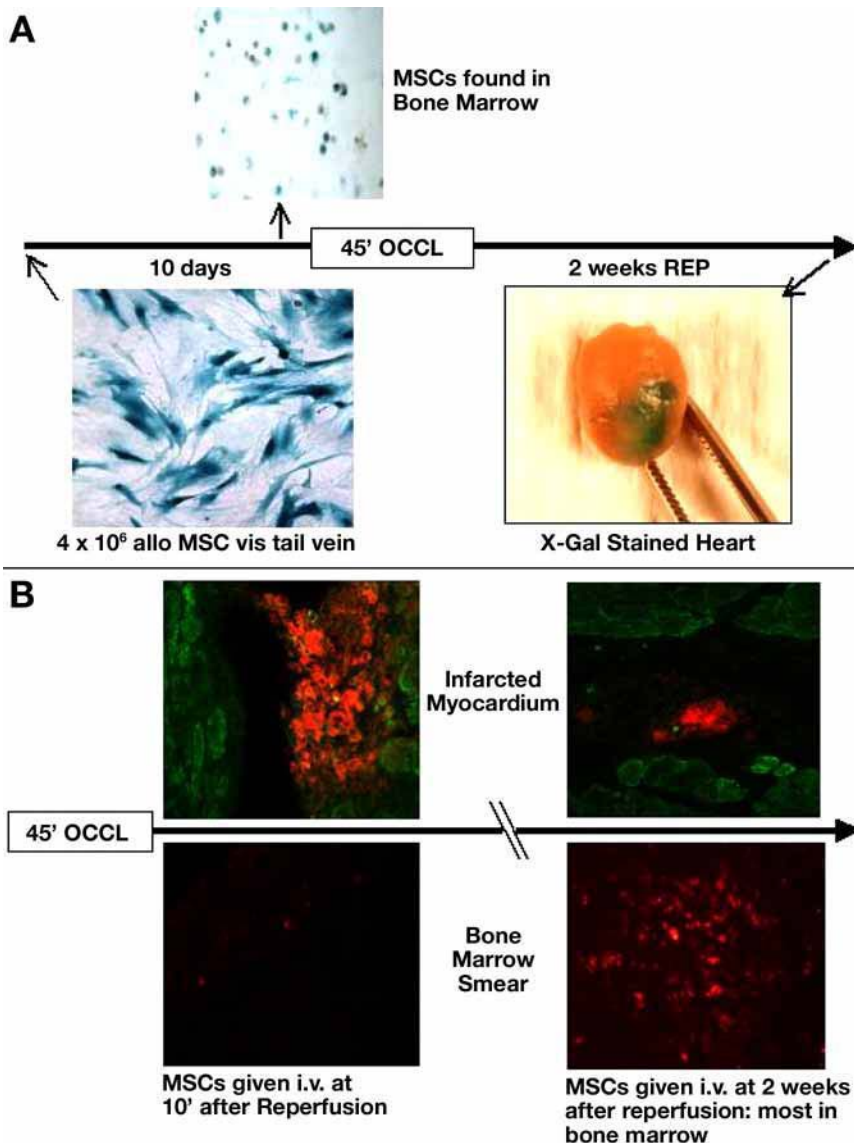 A
MSCs found in
Bone Marrow
45' OCCL
10 days
2 weeks REP
4 x 10⁶ allo MSC vis tail vein
X-Gal Stained Heart
B
Infarcted
Myocardium
45' OCCL
Bone
Marrow
Smear
MSCs given i.v. at
10' after Reperfusion
MSCs given i.v. at 2 weeks
after reperfusion: most in
bone marrow